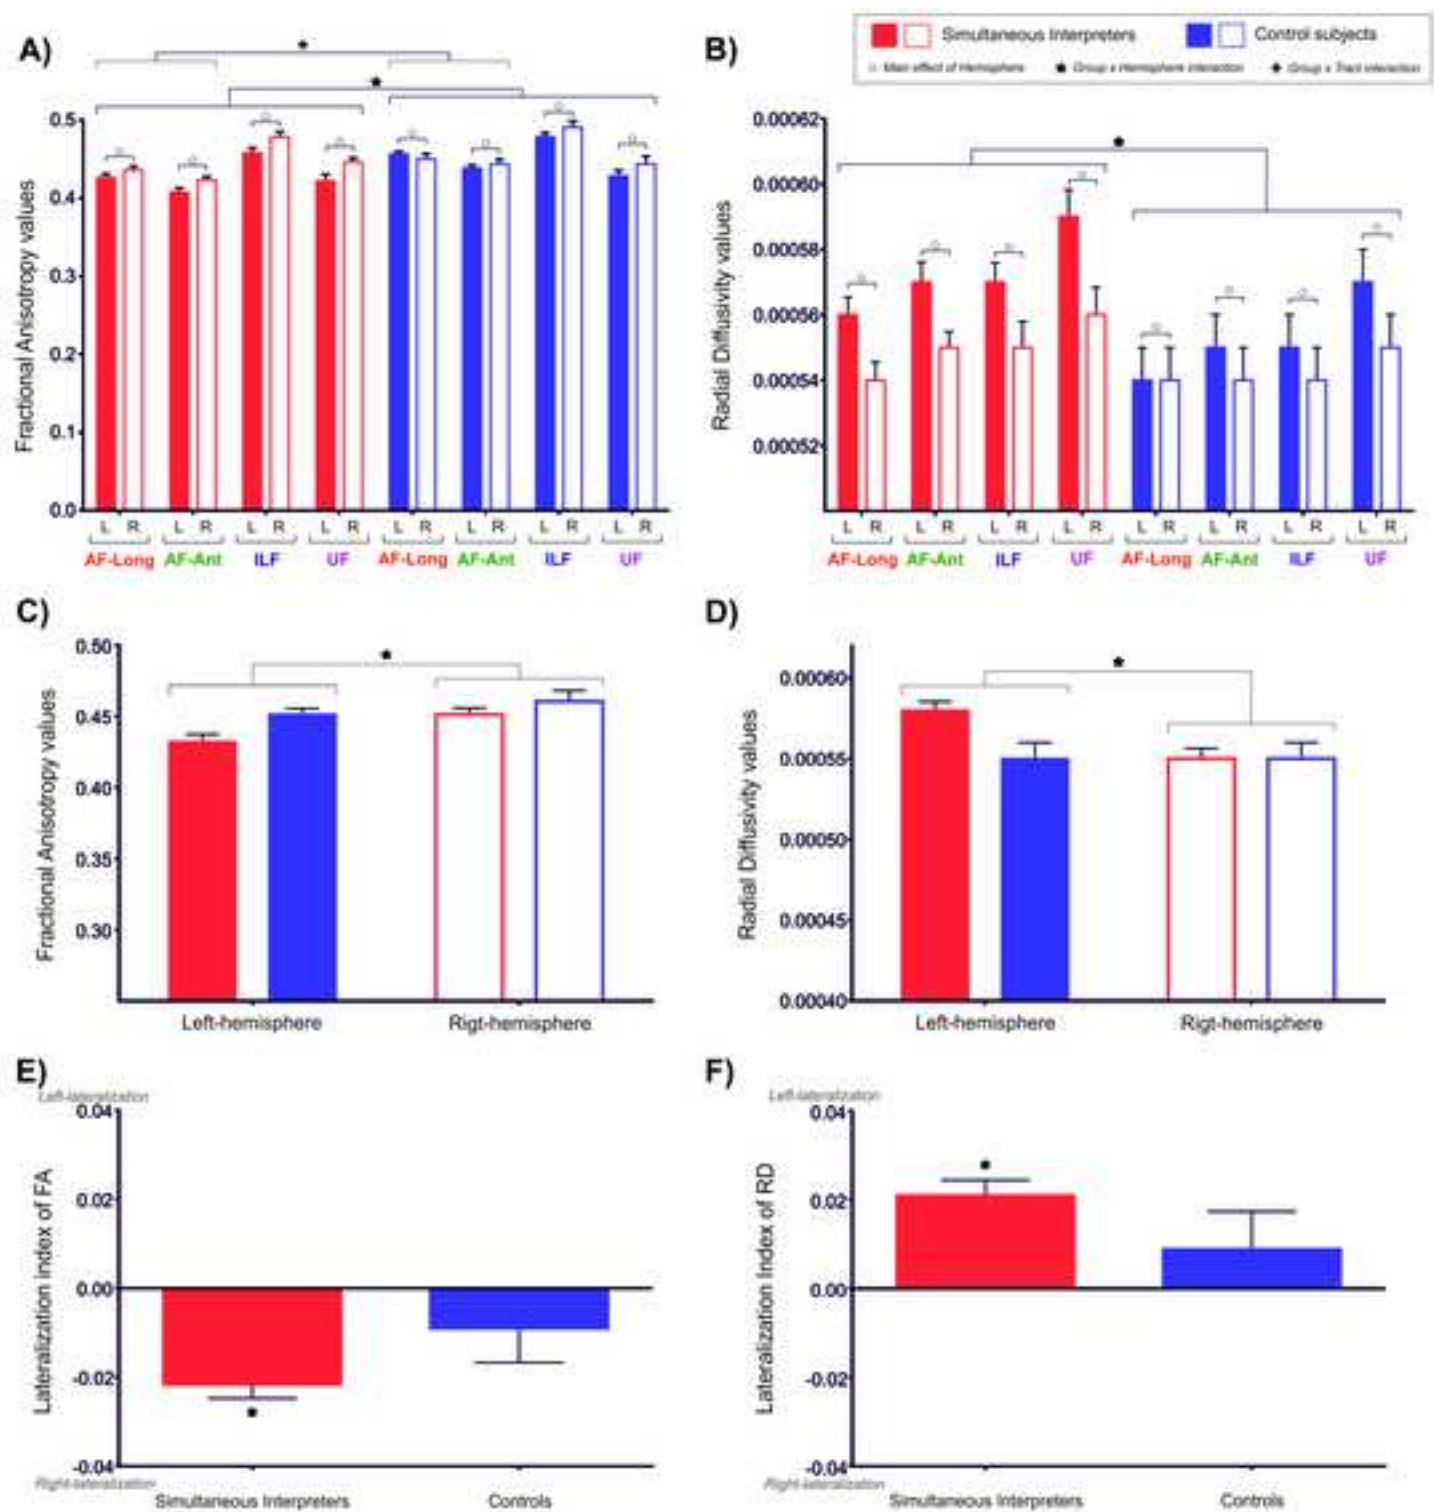 A)
B)
Simultaneous Interpreters
Control subjects
Main effect of Hemisphere
Group x Hemisphere interaction
Group x Tract interaction
Fractional Anisotropy values
0.5
0.4
0.3
0.2
0.1
0.0
L R L R L R L R L R L R L R L R
AF-Long AF-Ant ILF UF AF-Long AF-Ant ILF UF
Radial Diffusivity values
0.00062
0.00060
0.00058
0.00056
0.00054
0.00052
L R L R L R L R L R L R L R L R
AF-Long AF-Ant ILF UF AF-Long AF-Ant ILF UF
C)
Fractional Anisotropy values
0.50
0.45
0.40
0.35
0.30
Left-hemisphere
Rigt-hemisphere
D)
Radial Diffusivity values
0.00060
0.00055
0.00050
0.00045
0.00040
Left-hemisphere
Rigt-hemisphere
E)
Left-lateralization
Lateralization index of FA
0.04
0.02
0.00
-0.02
-0.04
Right-lateralization
Simultaneous Interpreters
Controls
F)
Left-lateralization
Lateralization Index of RD
0.04
0.02
0.00
-0.02
-0.04
Right-lateralization
Simultaneous Interpreters
Controls